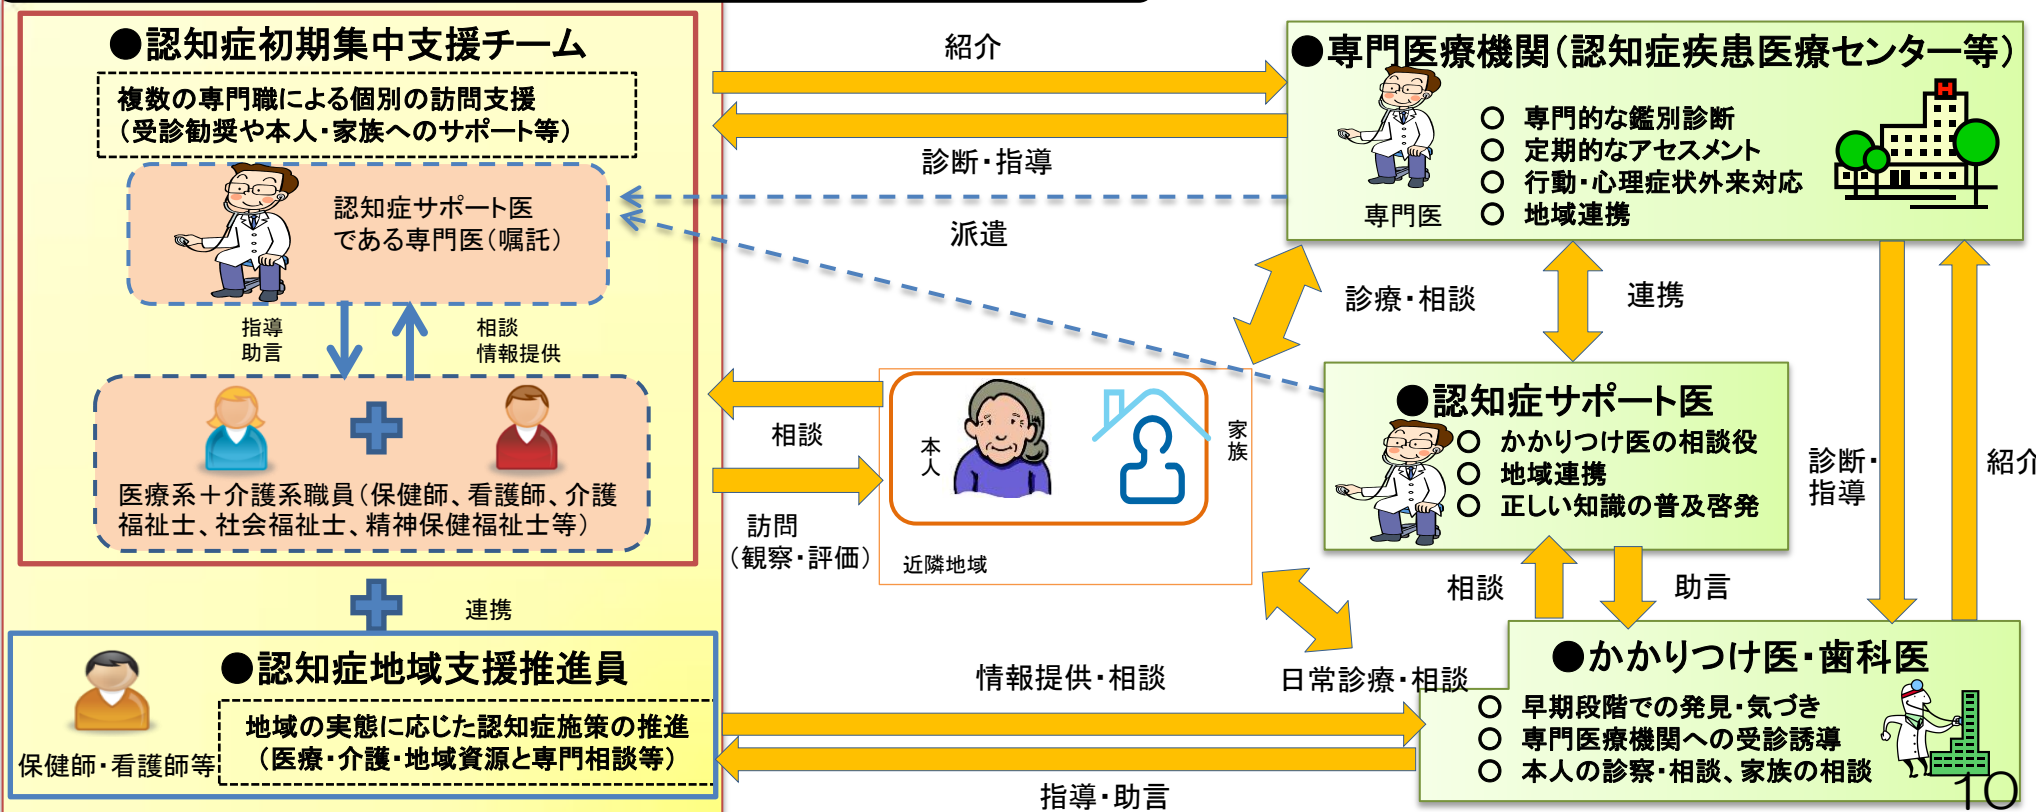 ●認知症初期集中支援チーム
複数の専門職による個別の訪問支援
（受診勧奨や本人・家族へのサポート等）
認知症サポート医
である専門医（嘱託）
指導
助言
相談
情報提供
医療系＋介護系職員（保健師、看護師、介護
福祉士、社会福祉士、精神保健福祉士等）
連携
●認知症地域支援推進員
地域の実態に応じた認知症施策の推進
（医療・介護・地域資源と専門相談等）
保健師・看護師等
紹介
診断・指導
派遣
相談
訪問
（観察・評価）
本人
家族
近隣地域
診療・相談
連携
●専門医療機関（認知症疾患医療センター等）
H
専門医
○ 専門的な鑑別診断
○ 定期的なアセスメント
○ 行動・心理症状外来対応
○ 地域連携
●認知症サポート医
○ かかりつけ医の相談役
○ 地域連携
○ 正しい知識の普及啓発
診断・
指導
紹介
相談
助言
日常診療・相談
情報提供・相談
指導・助言
●かかりつけ医・歯科医
○ 早期段階での発見・気づき
○ 専門医療機関への受診誘導
○ 本人の診察・相談、家族の相談
10